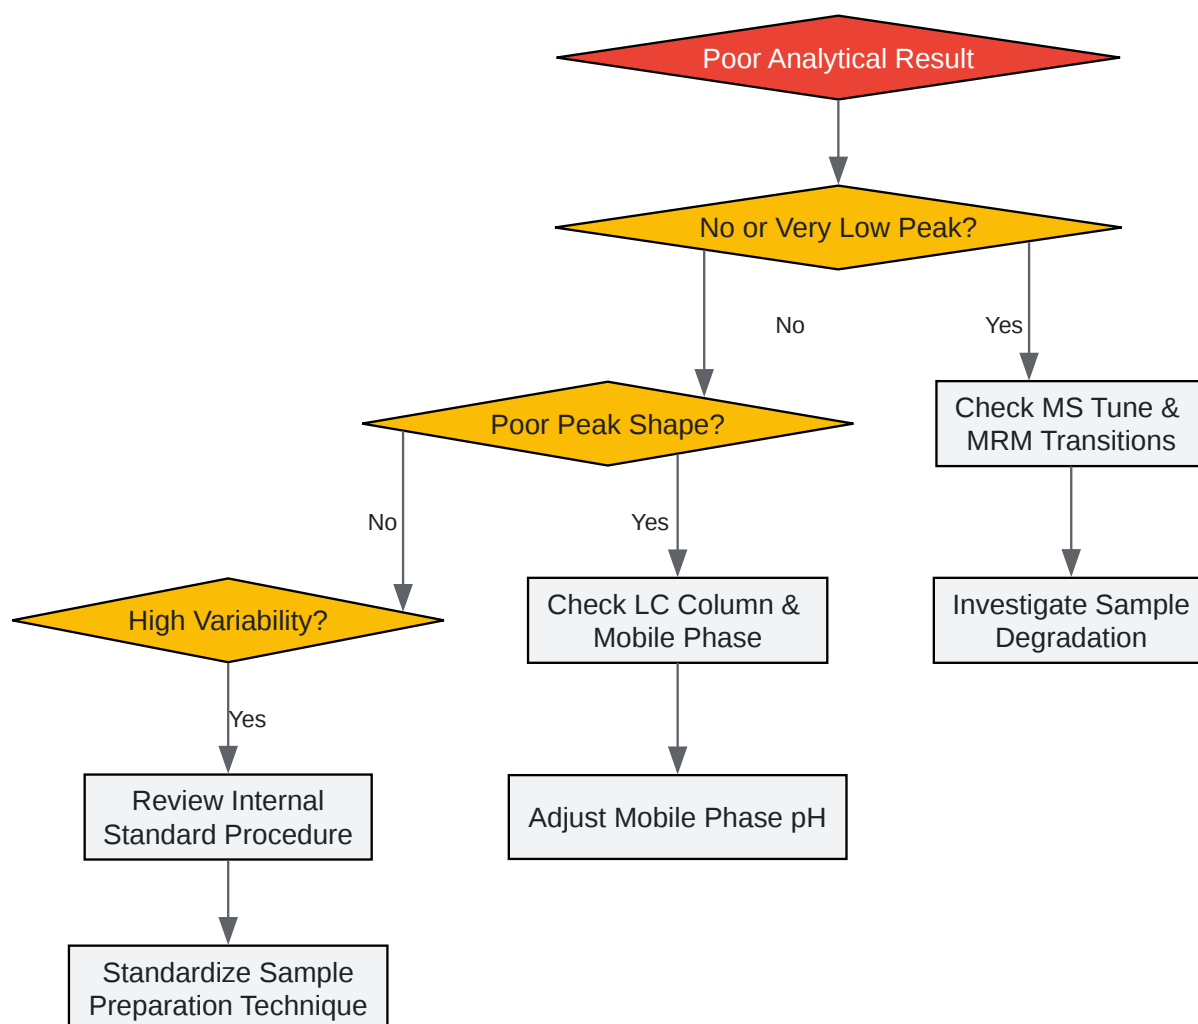 Poor Analytical Result
No or Very Low Peak?
No
Yes
Poor Peak Shape?
Check MS Tune &
MRM Transitions
No
Yes
High Variability?
Check LC Column &
Mobile Phase
Investigate Sample
Degradation
Yes
Review Internal
Standard Procedure
Adjust Mobile Phase pH
Standardize Sample
Preparation Technique